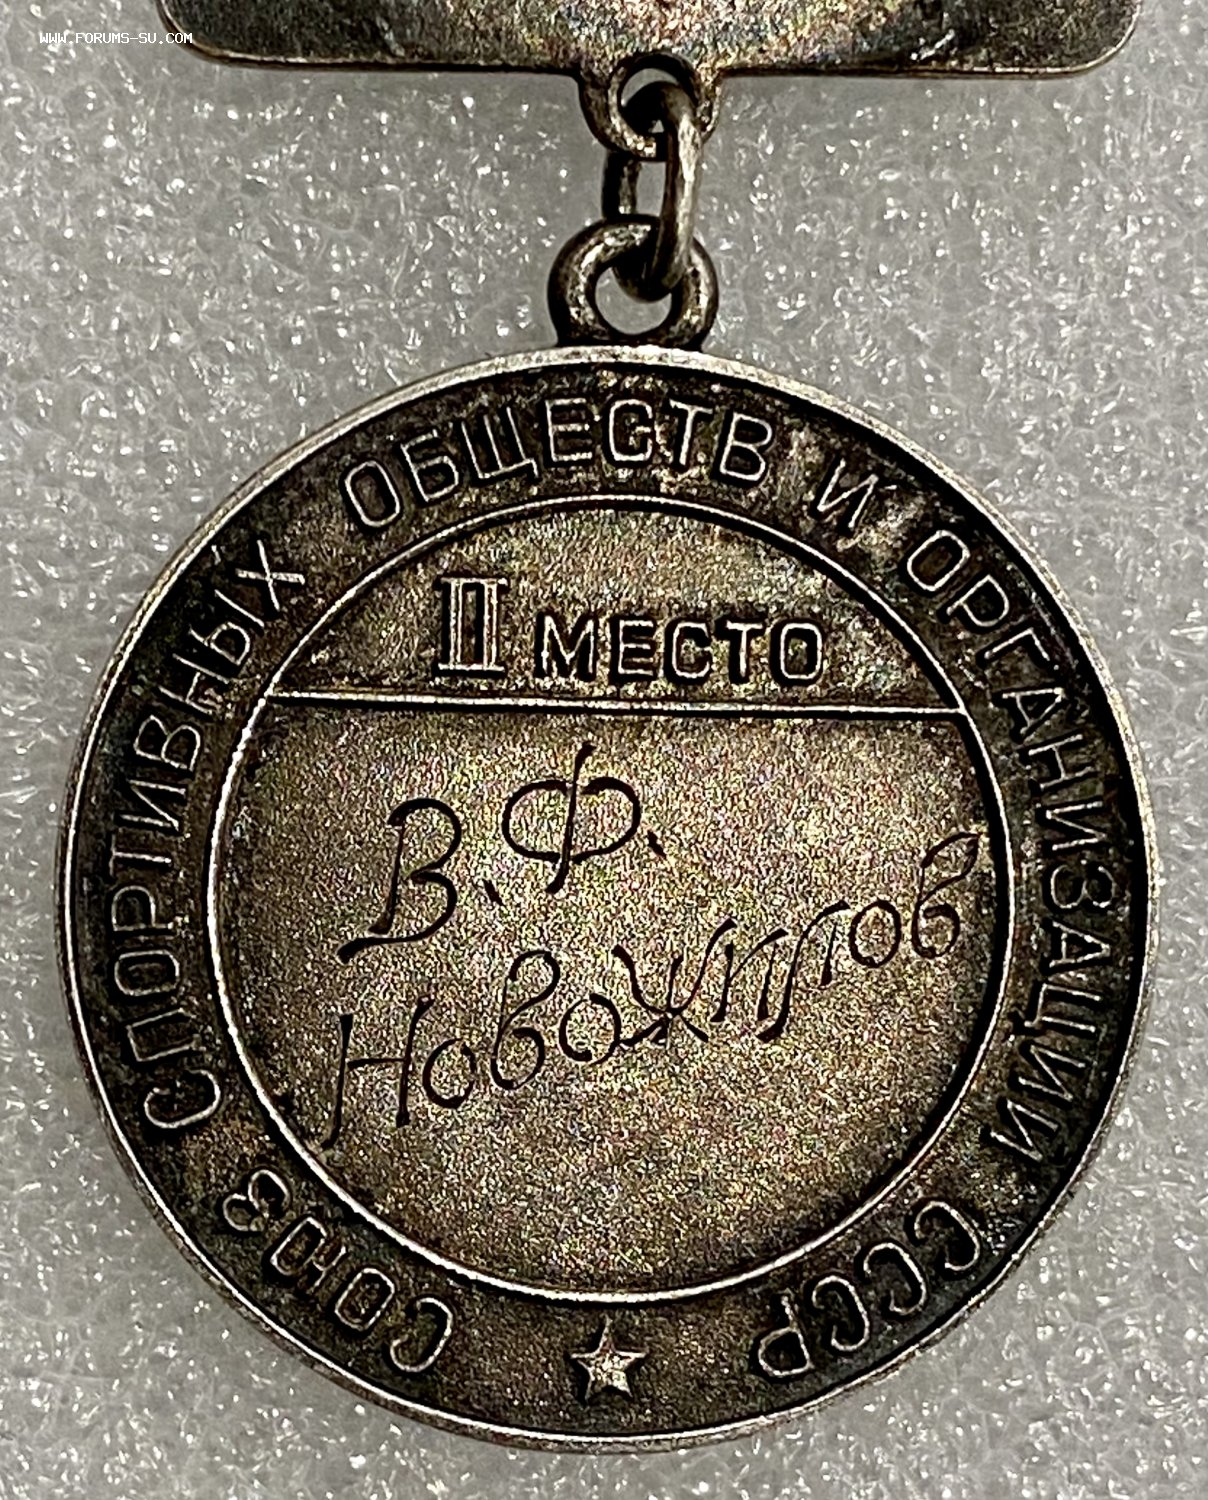 WWW.FORUMS-SU.COM
СОЮЗ СПОРТИВНЫХ ОБЩЕСТВ И ОРГАНИЗАЦИЙ СССР
II МЕСТО
В. Ф.
Новожилов